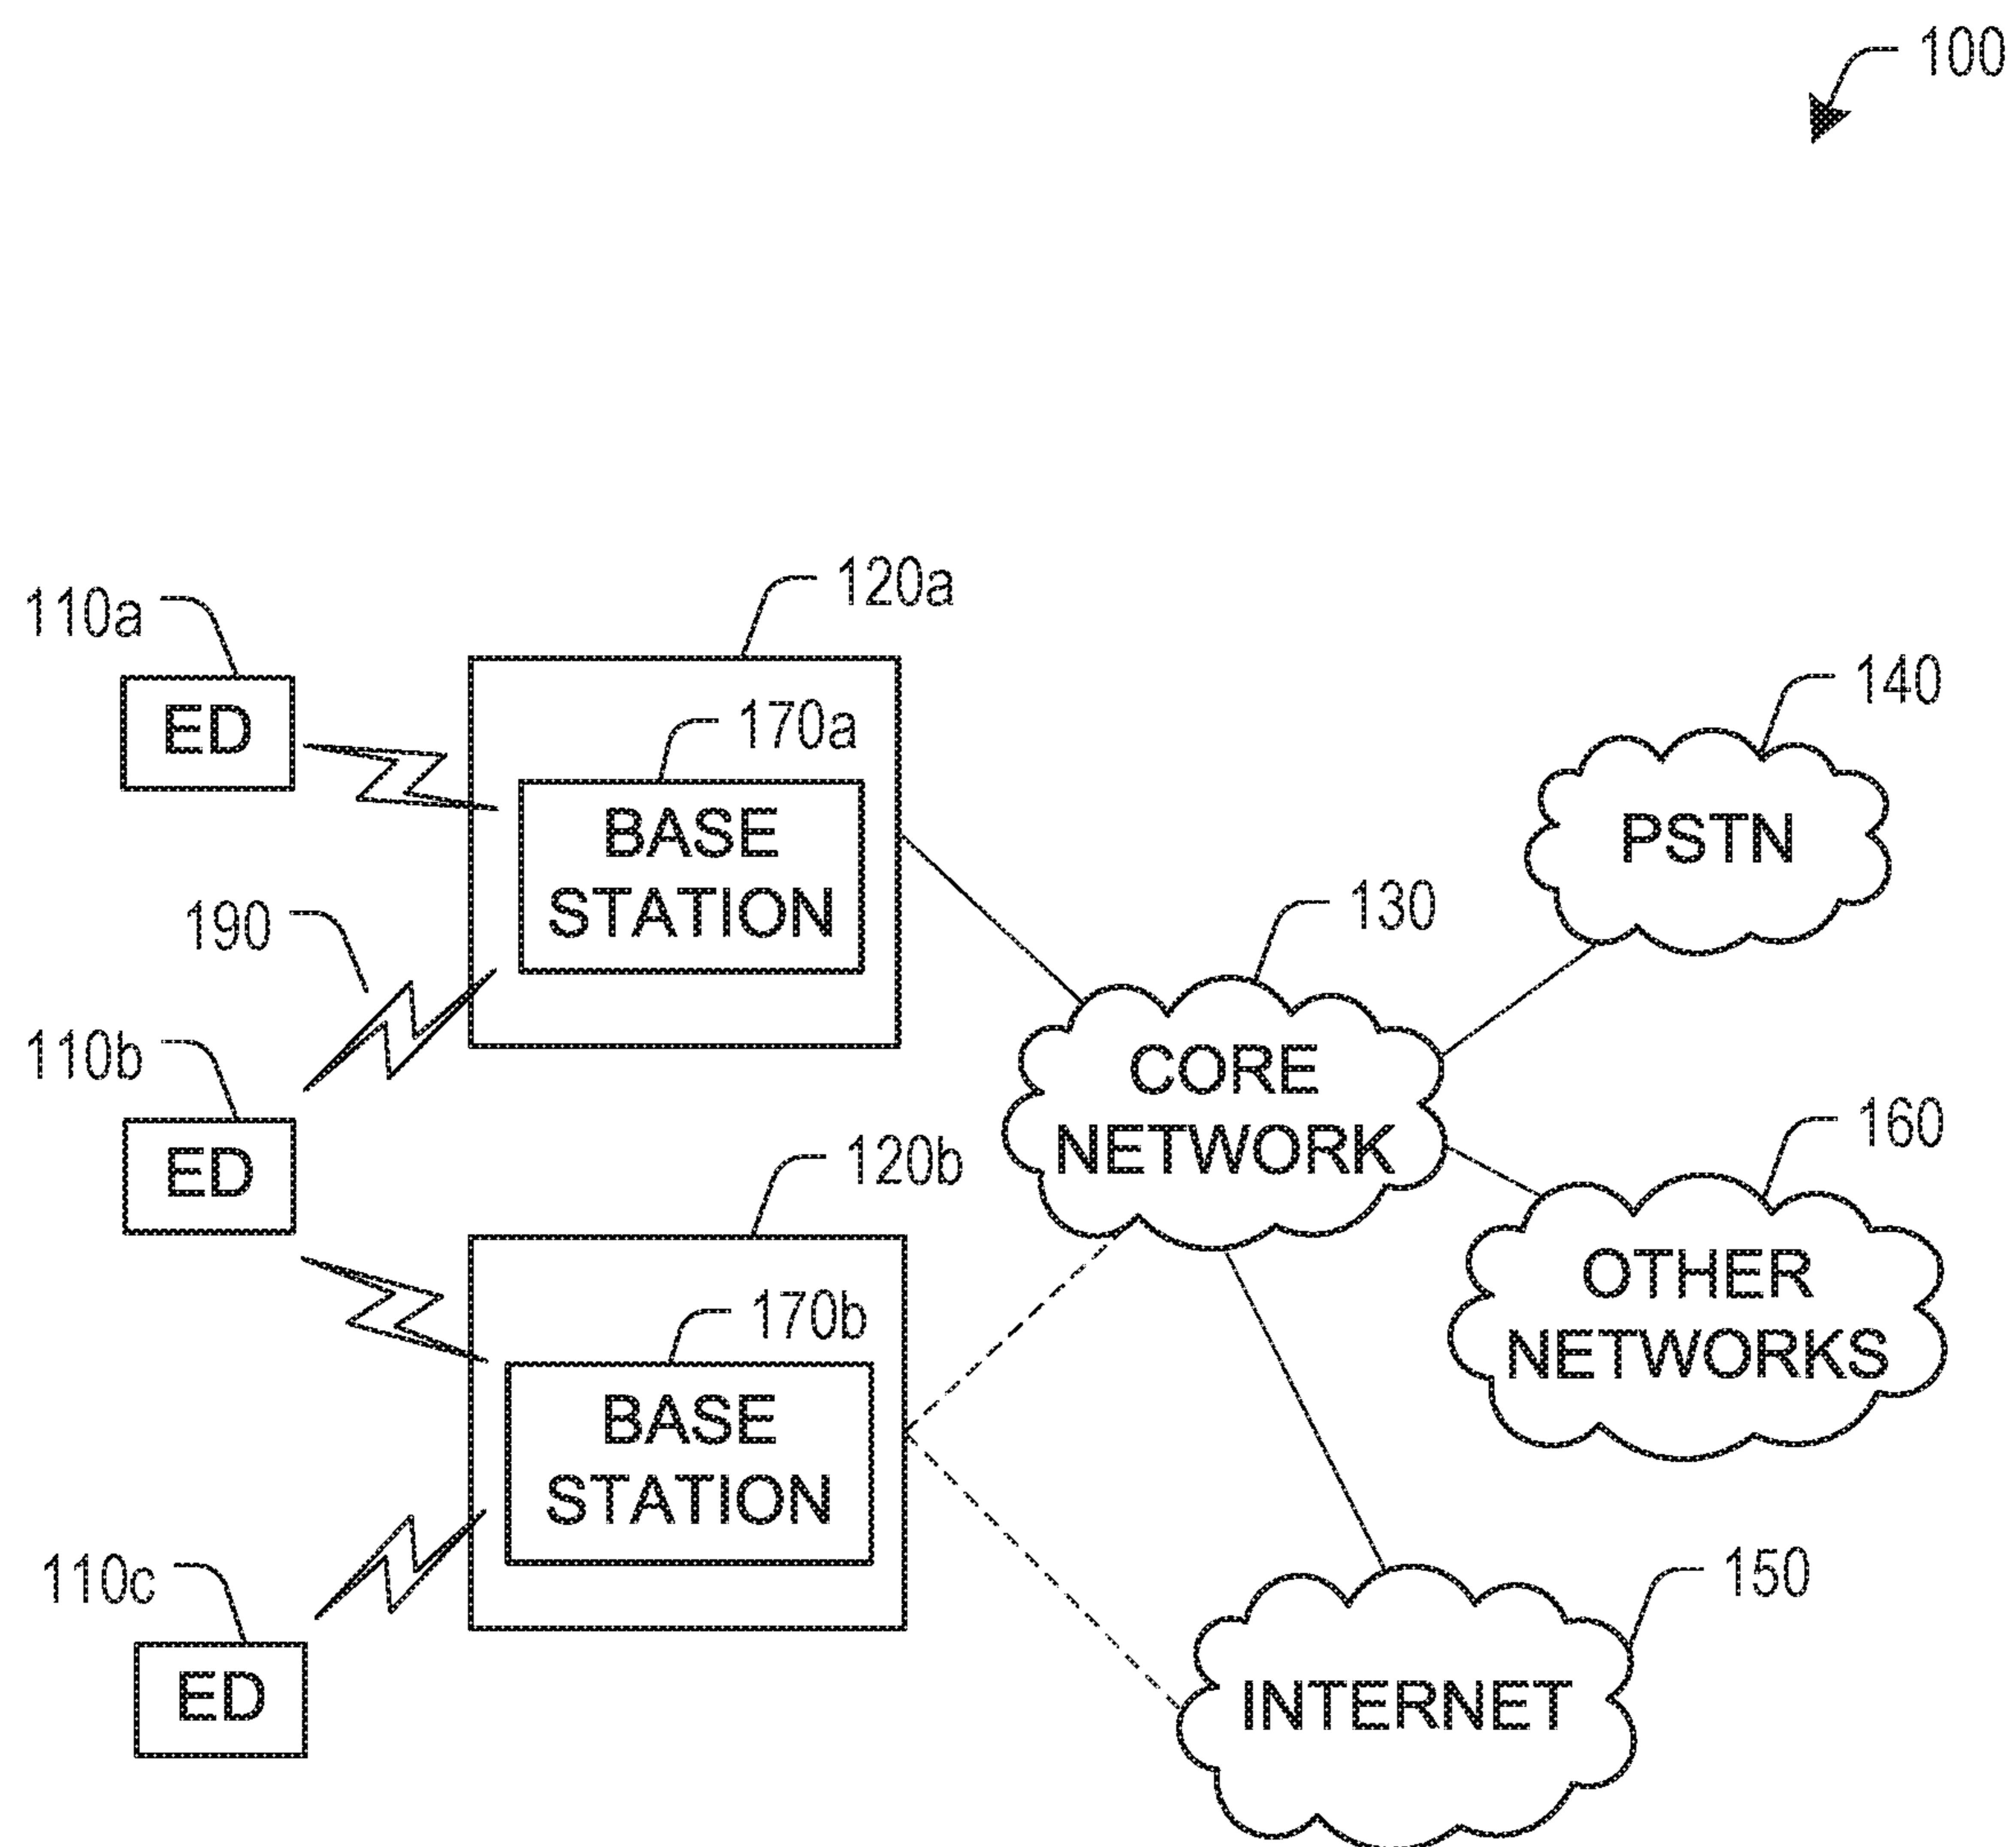 100
120a
110a
ED
170a
BASE
STATION
140
PSTN
190
130
CORE
NETWORK
110b
ED
120b
160
OTHER
NETWORKS
170b
BASE
STATION
110c
ED
150
INTERNET